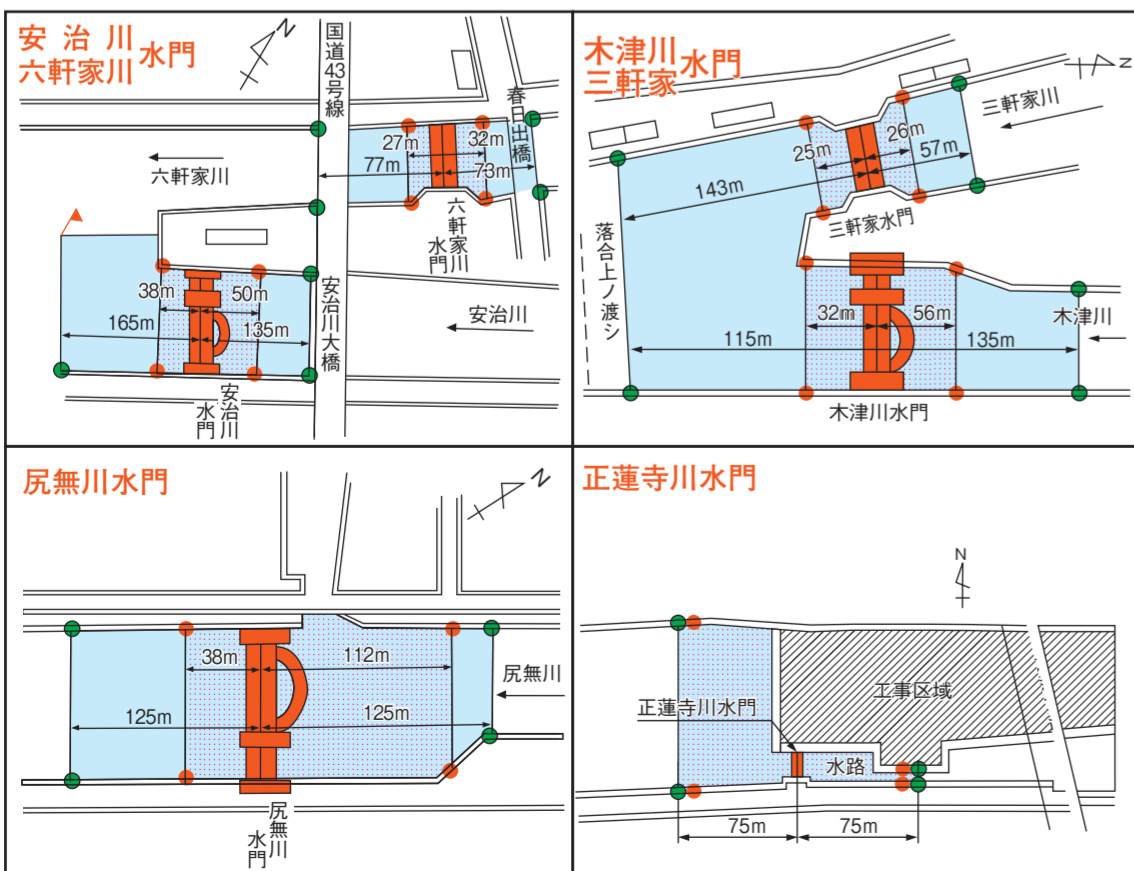 安治川
六軒家川
水門
N
国道43号線
春日出橋
27m
32m
77m
73m
六軒家川
六軒家川
水門
38m
50m
165m
135m
安治川大橋
安治川
安治川
水門
木津川
三軒家
水門
N
三軒家川
26m
25m
57m
143m
三軒家水門
落合上ノ渡シ
32m
56m
木津川
115m
135m
木津川水門
尻無川水門
N
38m
112m
尻無川
125m
125m
尻無川
水門
正蓮寺川水門
N
工事区域
正蓮寺川水門
水路
75m
75m